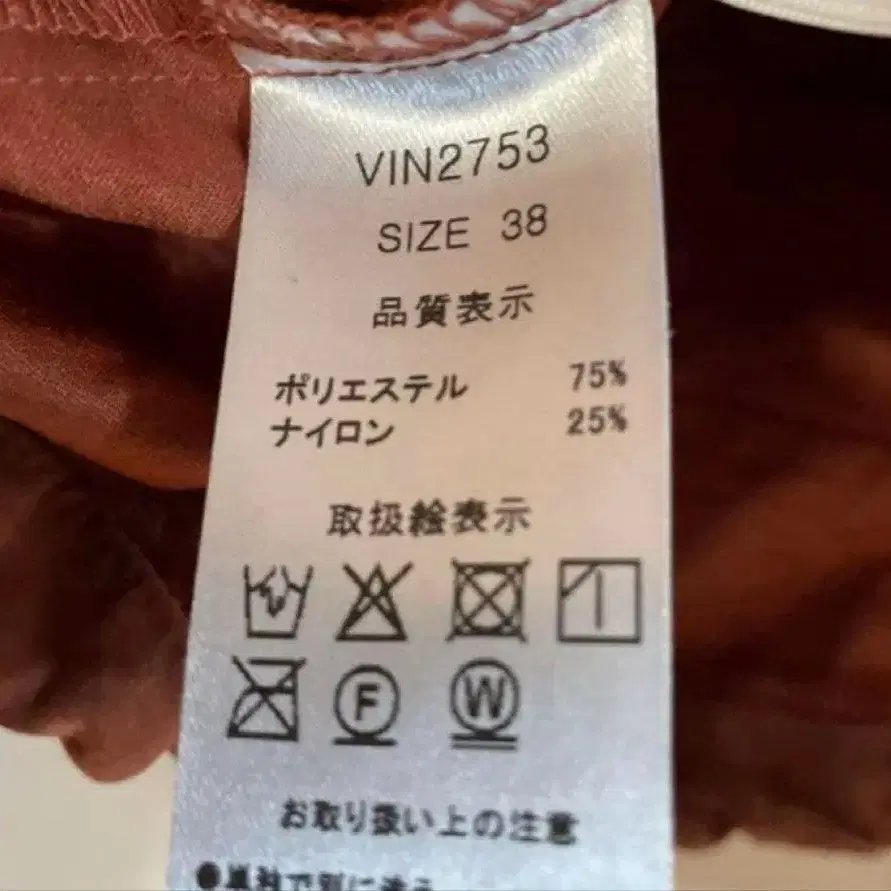 VIN2753
SIZE 38
品質表示
ポリエステル 75%
ナイロン 25%
取扱絵表示
F W
お取り扱い上の注意